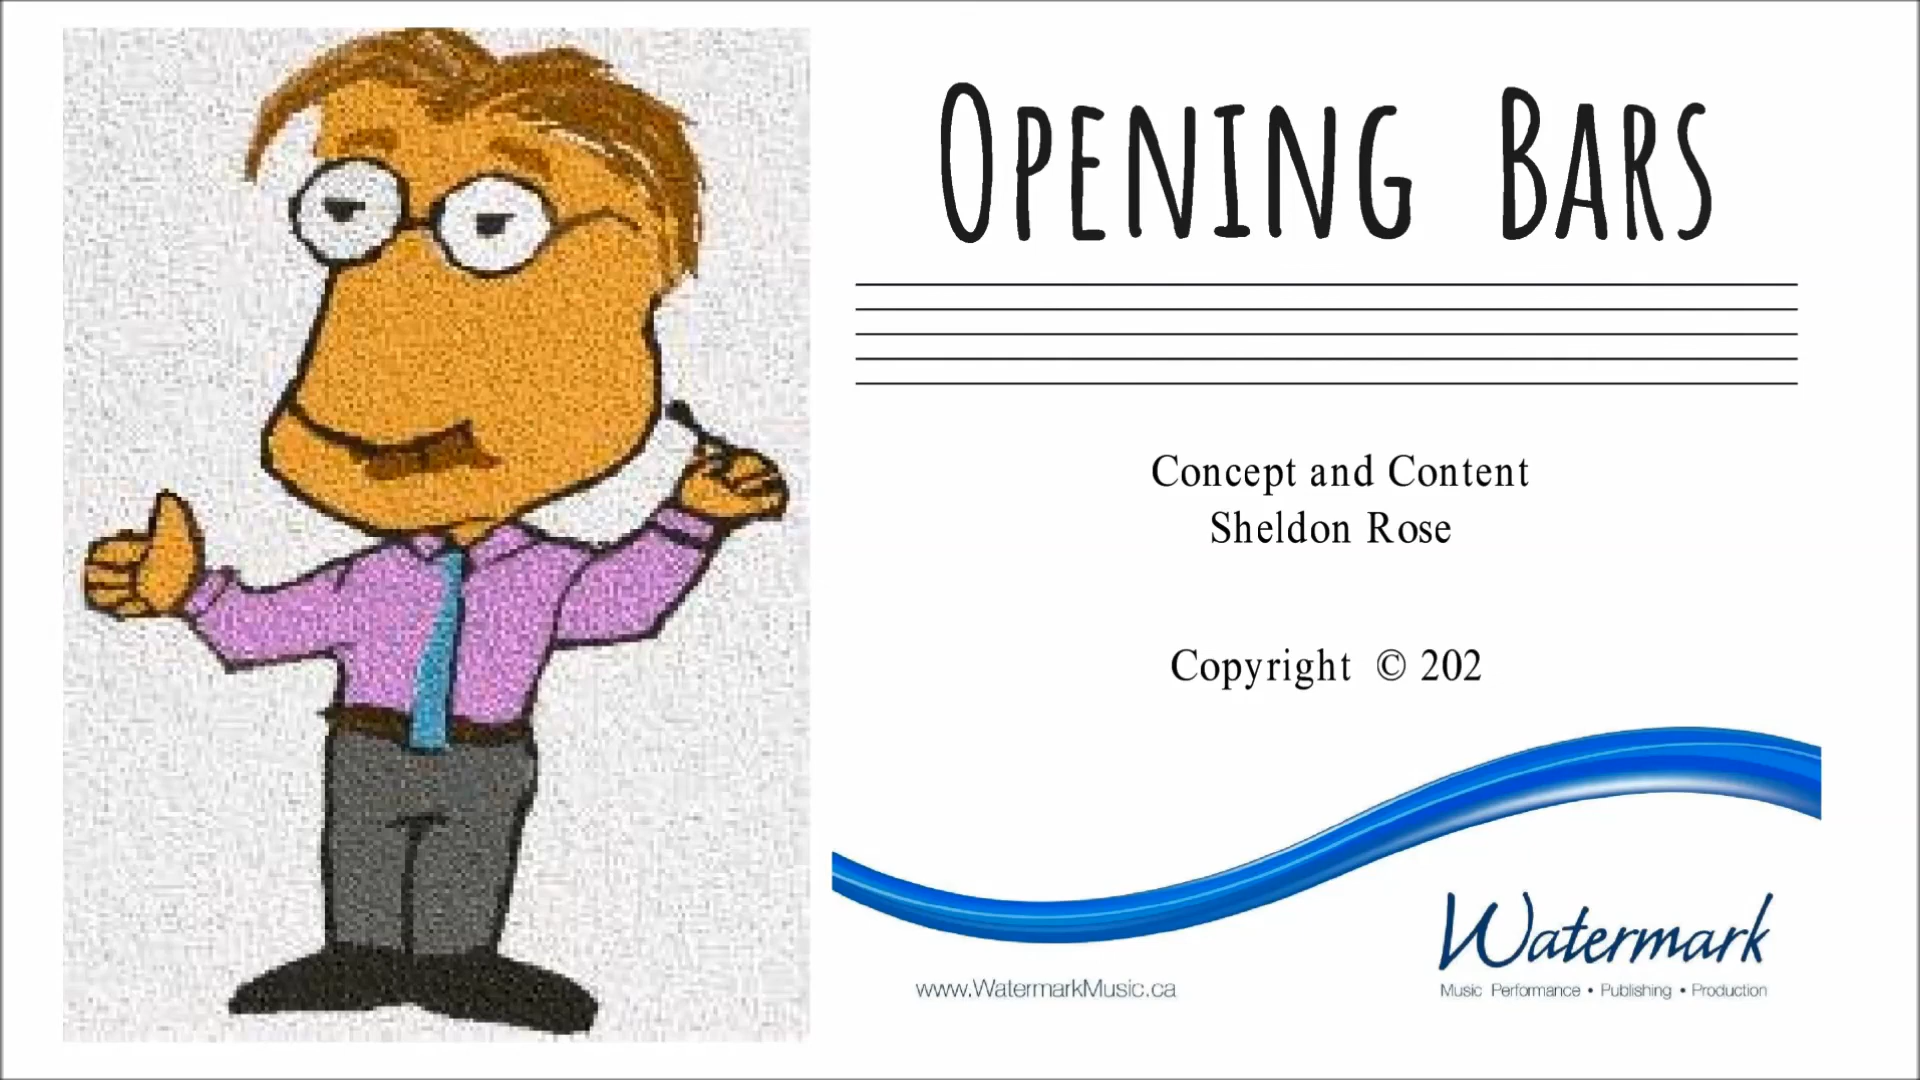 OPENING BARS
Concept and Content
Sheldon Rose
Copyright © 202
Watermark
www.WatermarkMusic.ca
Music Performance • Publishing • Production